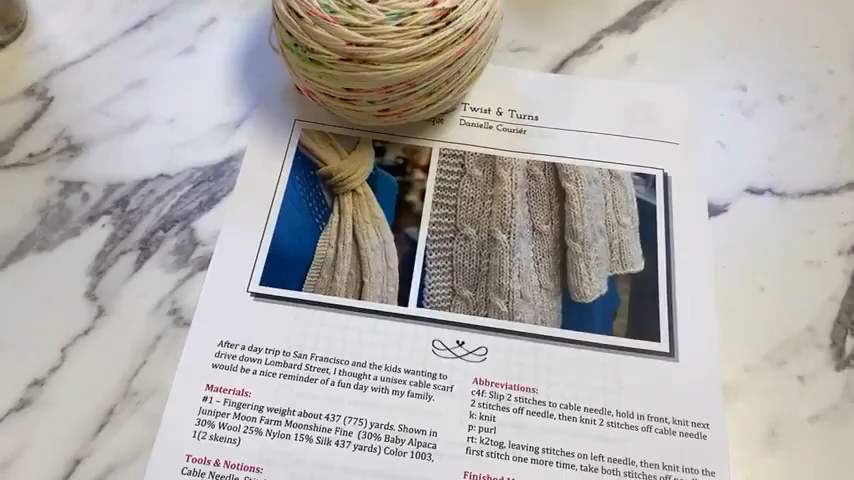 Twist & Turns
Danielle Couriér
After a day trip to San Francisco and the kids wanting to
drive down Lombard Street, I thought a unisex cable scarf
would be a nice reminder of a fun day with my family.
Materials:
#1 – Fingering weight about 437 (775) yards. Shown in
Juniper Moon Farm Moonshine Fine (30% Baby Alpaca
30% Wool 25% Nylon 15% Silk 437 yards) Color 1003,
1(2 skeins)
Tools & Notions:
Cable Needle,
Abbreviations:
c4f: Slip 2 stitches to cable needle, hold in front, knit next
2 stitches off needle, then knit 2 stitches off cable needle
k: knit
p: purl
rt: k2tog, leaving stitches on left needle, then knit into the
first stitch one more time, take both stitches off